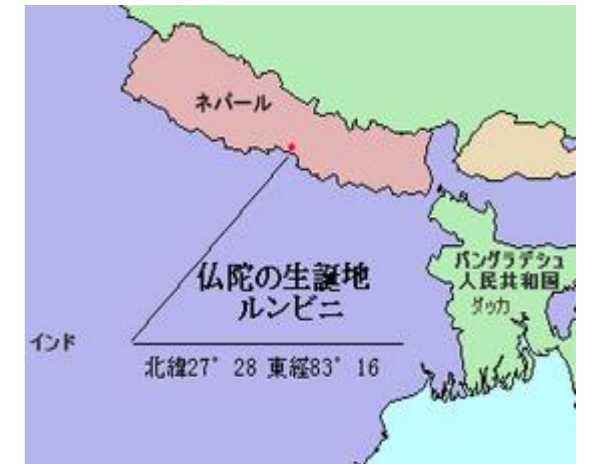 ネパール
仏陀の生誕地
ルンビニ
バングラデシュ
人民共和国
ダッカ
インド
北緯27°28 東経83°16